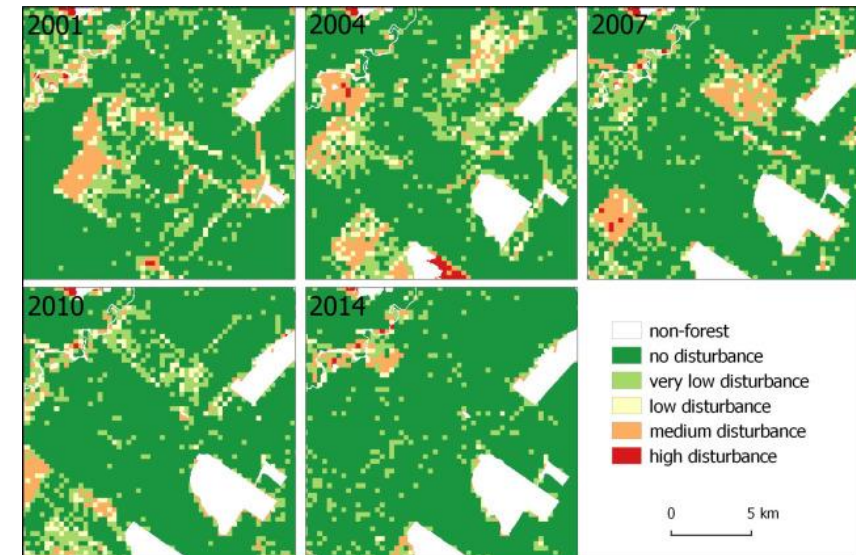 2001
2004
2007
2010
2014
non-forest
no disturbance
very low disturbance
low disturbance
medium disturbance
high disturbance
0 5 km